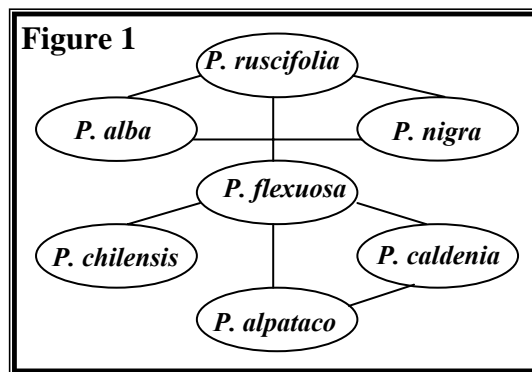 Figure 1
P. ruscifolia
P. alba
P. nigra
P. flexuosa
P. chilensis
P. caldenia
P. alpataco